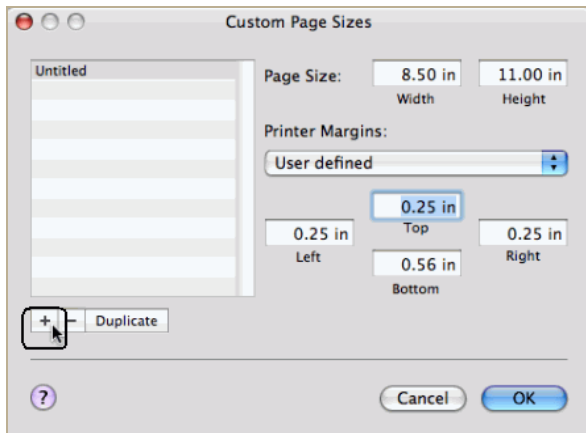 Custom Page Sizes
Untitled
Page Size:
8.50 in
11.00 in
Width
Height
Printer Margins:
User defined
0.25 in
Top
0.25 in
0.25 in
Left
Right
0.56 in
Bottom
+
−
Duplicate
?
Cancel
OK